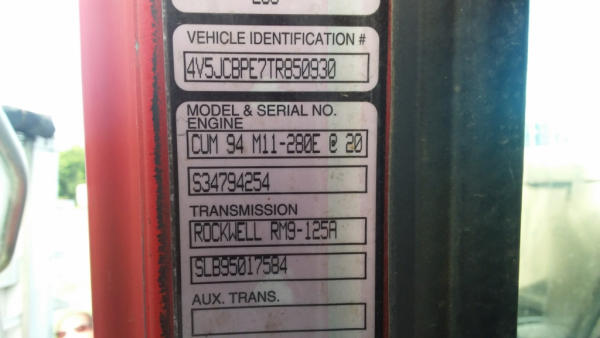 VEHICLE IDENTIFICATION #
4V5JCBPE7TR850930
MODEL & SERIAL NO.
ENGINE
CUM 94 M11-280E @ 20
S34794254
TRANSMISSION
ROCKWELL RM9-125A
SLB95017584
AUX. TRANS.